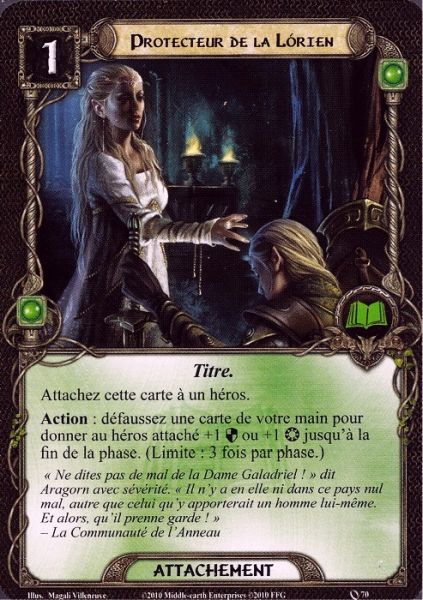 1
PROTECTEUR DE LA LÓRIEN
Titre.
Attachez cette carte à un héros.
Action : défaussez une carte de votre main pour
donner au héros attaché +1 ou +1 jusqu'à la
fin de la phase. (Limite : 3 fois par phase.)
« Ne dites pas de mal de la Dame Galadriel ! » dit
Aragorn avec sévérité. « Il n'y a en elle ni dans ce pays nul
mal, autre que celui qu'y apporterait un homme lui-même.
Et alors, qu'il prenne garde ! »
– La Communauté de l'Anneau
ATTACHEMENT
Illus. Magali Villeneuve ©2010 Middle-earth Enterprises ©2010 FFG 70